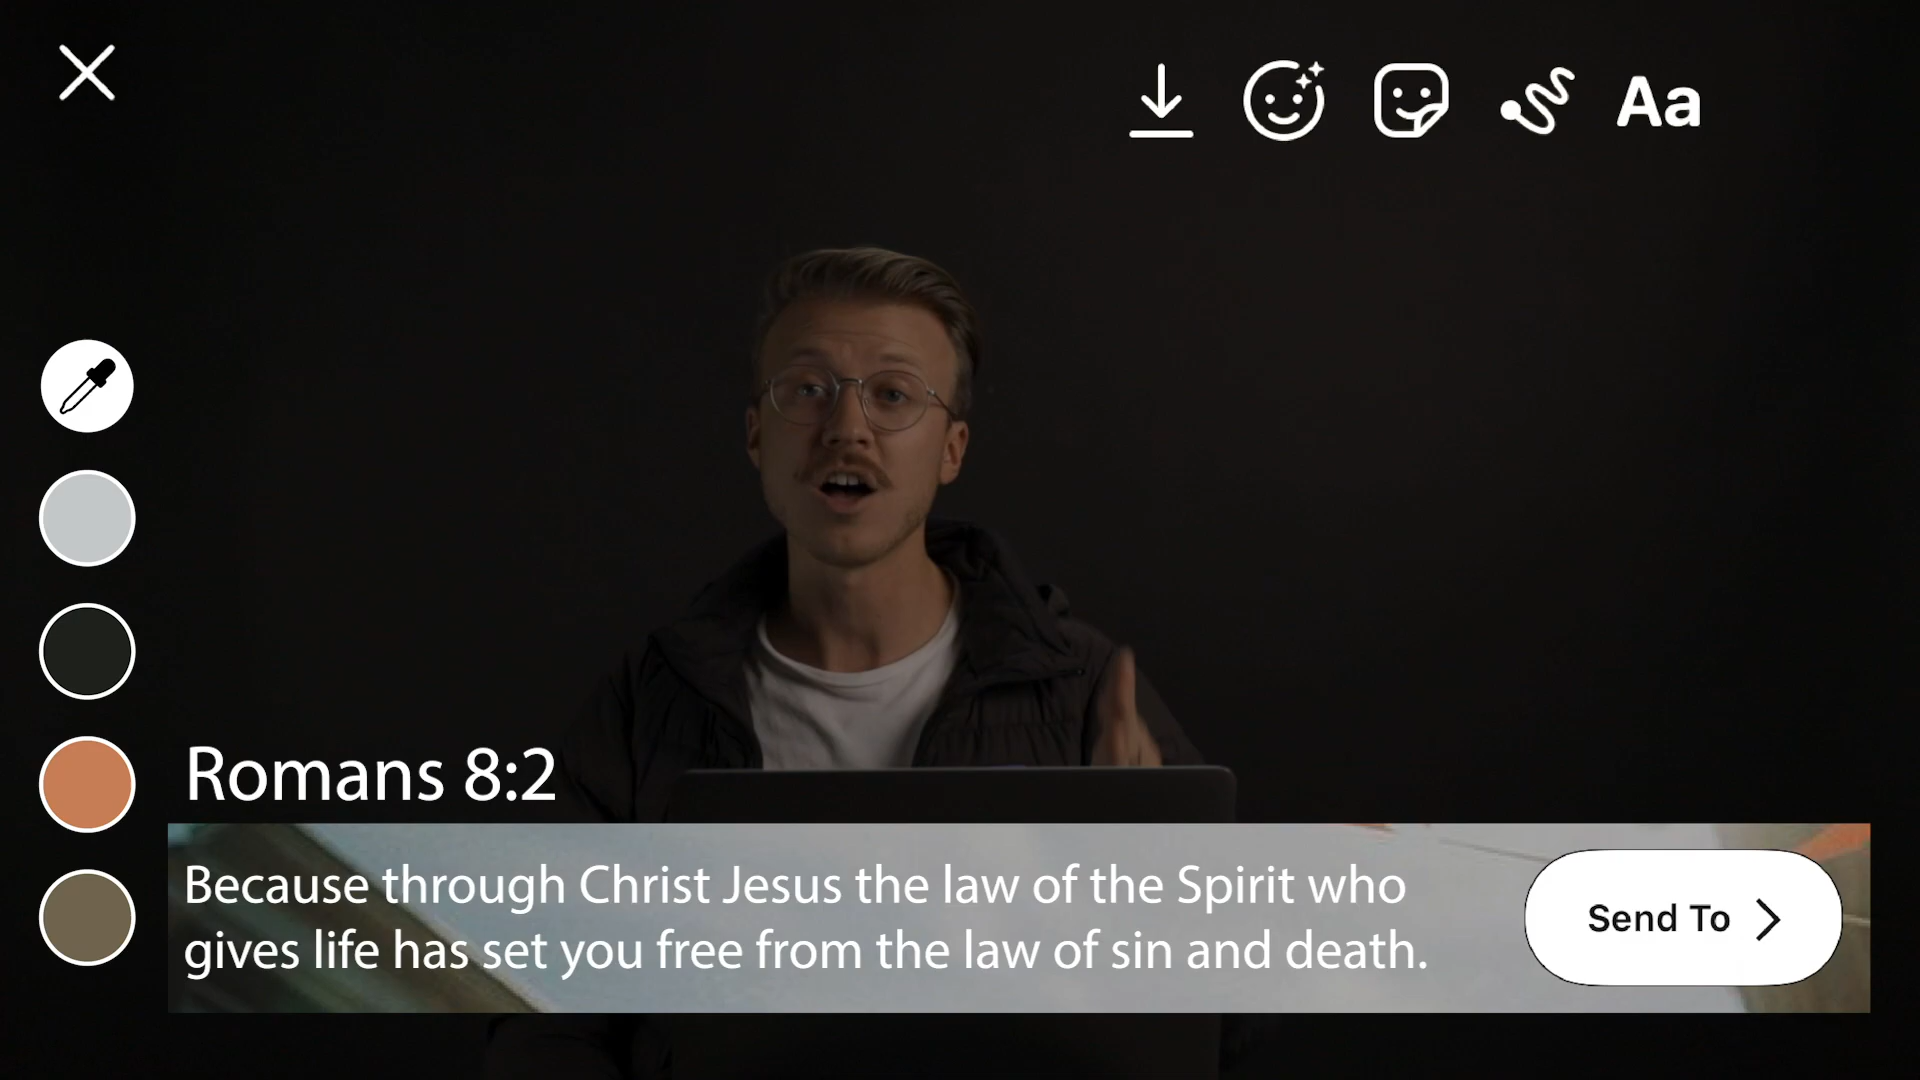 Aa
Romans 8:2
Because through Christ Jesus the law of the Spirit who
gives life has set you free from the law of sin and death.
Send To